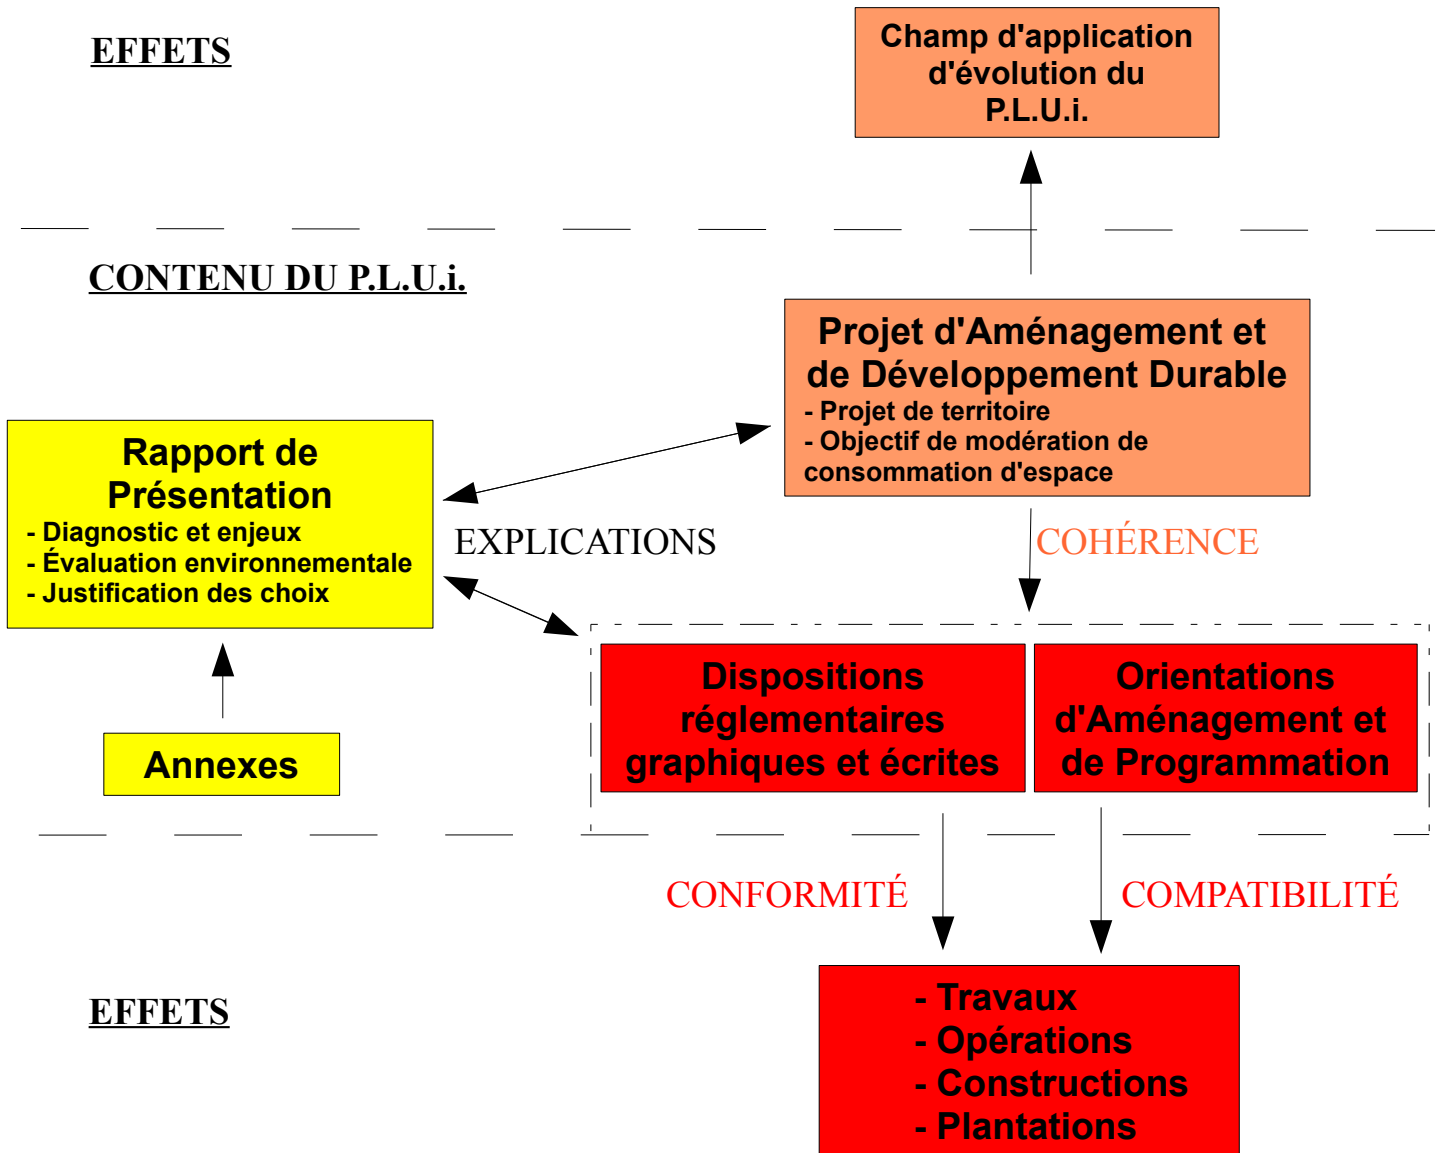 EFFETS
Champ d'application
d'évolution du
P.L.U.i.
CONTENU DU P.L.U.i.
Projet d'Aménagement et
de Développement Durable
- Projet de territoire
- Objectif de modération de
consommation d'espace
Rapport de
Présentation
- Diagnostic et enjeux
- Évaluation environnementale
- Justification des choix
EXPLICATIONS
COHÉRENCE
Annexes
Dispositions
réglementaires
graphiques et écrites
Orientations
d'Aménagement et
de Programmation
CONFORMITÉ
COMPATIBILITÉ
EFFETS
- Travaux
- Opérations
- Constructions
- Plantations